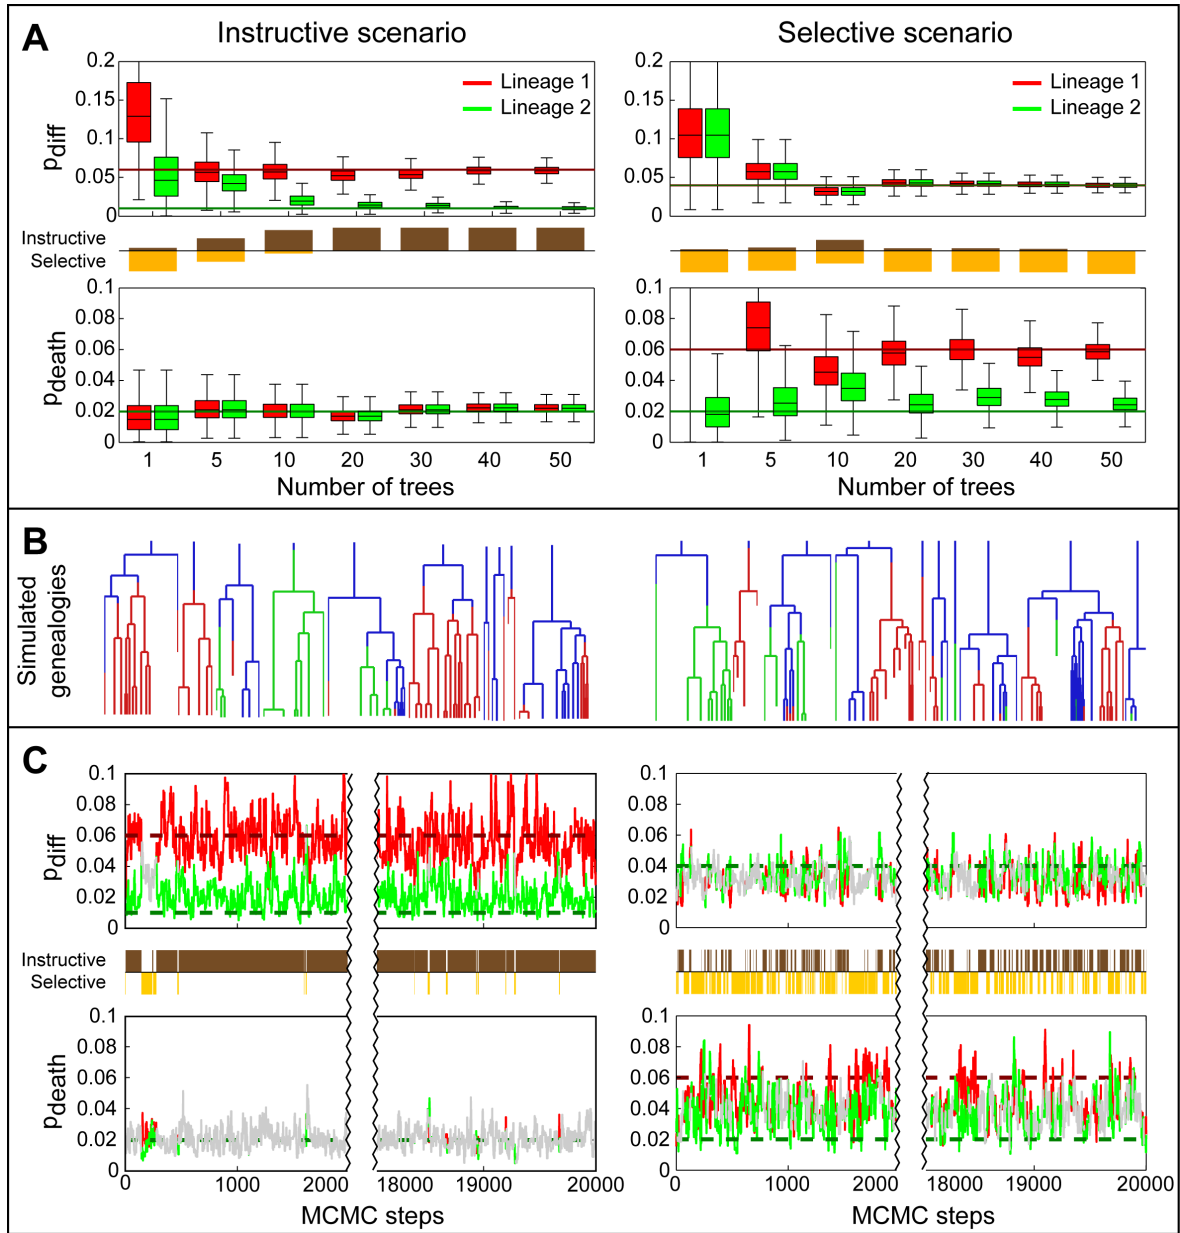 A
Instructive scenario
Selective scenario
0.2
0.15
0.1
0.05
0
pdiff
Lineage 1
Lineage 2
0.2
0.15
0.1
0.05
0
Lineage 1
Lineage 2
Instructive
Selective
0.1
0.08
0.06
0.04
0.02
0
pdeath
1 5 10 20 30 40 50
Number of trees
0.1
0.08
0.06
0.04
0.02
0
1 5 10 20 30 40 50
Number of trees
B
Simulated
genealogies
C
0.1
0.08
0.06
0.04
0.02
0
pdiff
0.1
0.08
0.06
0.04
0.02
0
Instructive
Selective
Instructive
Selective
0.1
0.08
0.06
0.04
0.02
0
pdeath
0 1000 2000 18000 19000 20000
MCMC steps
0.1
0.08
0.06
0.04
0.02
0
0 1000 2000 18000 19000 20000
MCMC steps